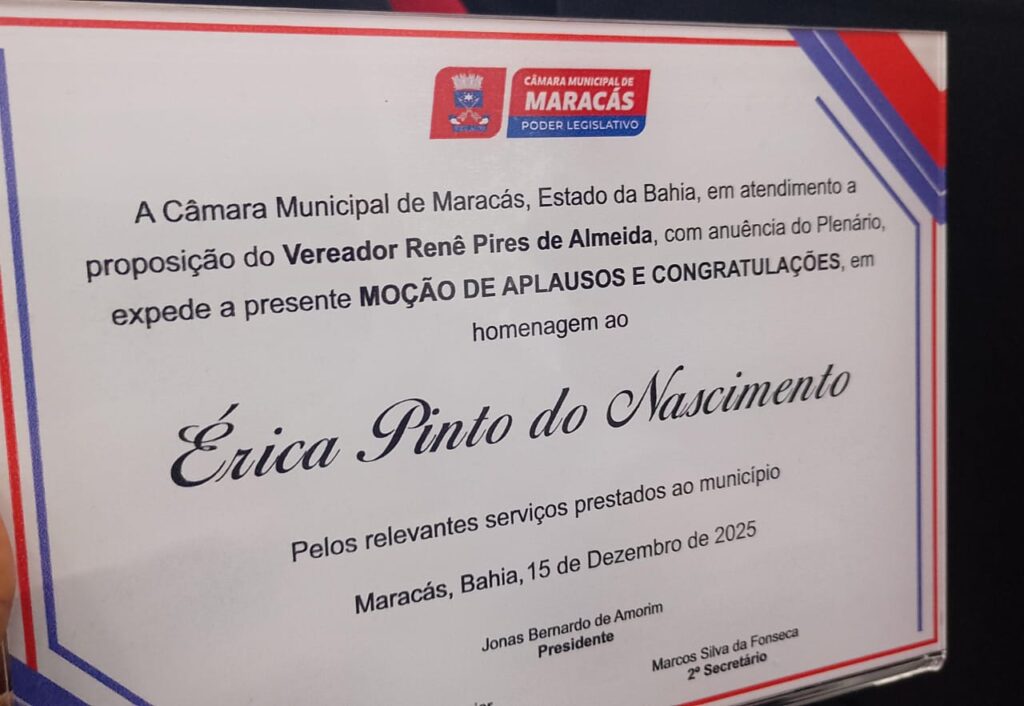 CÂMARA MUNICIPAL DE
MARACÁS
PODER LEGISLATIVO
A Câmara Municipal de Maracás, Estado da Bahia, em atendimento a
proposição do Vereador Renê Pires de Almeida, com anuência do Plenário,
expede a presente MOÇÃO DE APLAUSOS E CONGRATULAÇÕES, em
homenagem ao
Érica Pinto do Nascimento
Pelos relevantes serviços prestados ao município
Maracás, Bahia, 15 de Dezembro de 2025
Jonas Bernardo de Amorim
Presidente
Marcos Silva da Fonseca
2º Secretário